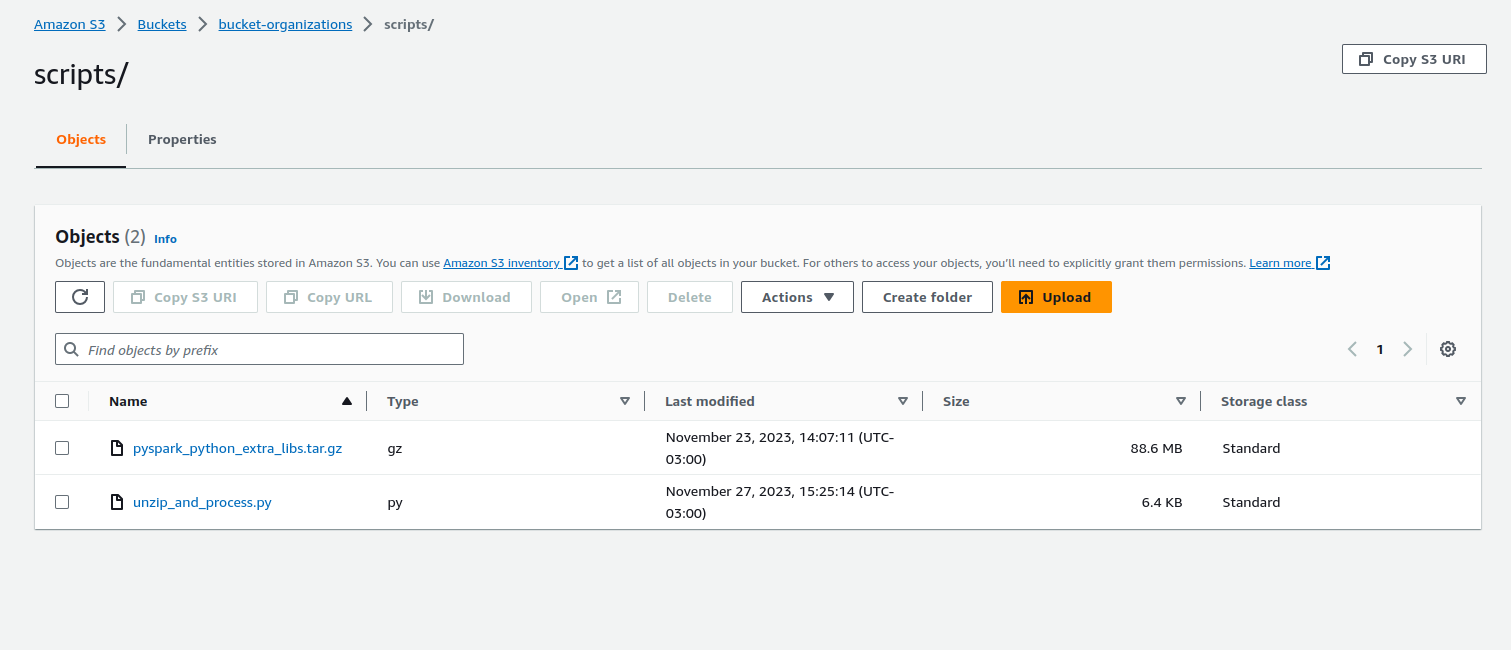 Amazon S3 > Buckets > bucket-organizations > scripts/
scripts/
Copy S3 URI
Objects
Properties
Objects (2) Info
Objects are the fundamental entities stored in Amazon S3. You can use Amazon S3 inventory to get a list of all objects in your bucket. For others to access your objects, you'll need to explicitly grant them permissions. Learn more
Copy S3 URI Copy URL Download Open Delete Actions Create folder Upload
Find objects by prefix
1
Name Type Last modified Size Storage class
pyspark_python_extra_libs.tar.gz gz November 23, 2023, 14:07:11 (UTC-
03:00) 88.6 MB Standard
unzip_and_process.py py November 27, 2023, 15:25:14 (UTC-
03:00) 6.4 KB Standard